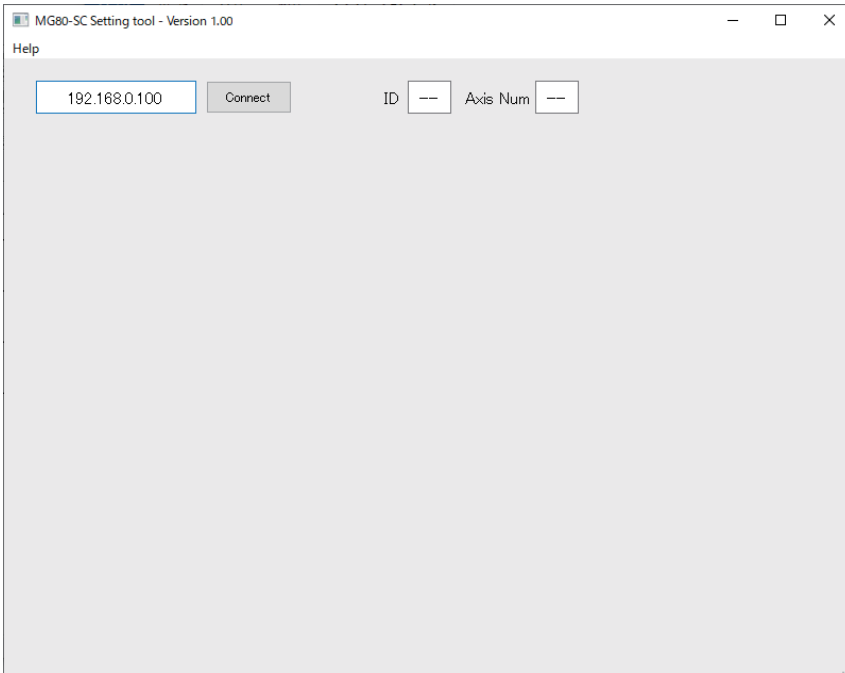 MG80-SC Setting tool - Version 1.00
Help
192.168.0.100 Connect ID -- Axis Num --